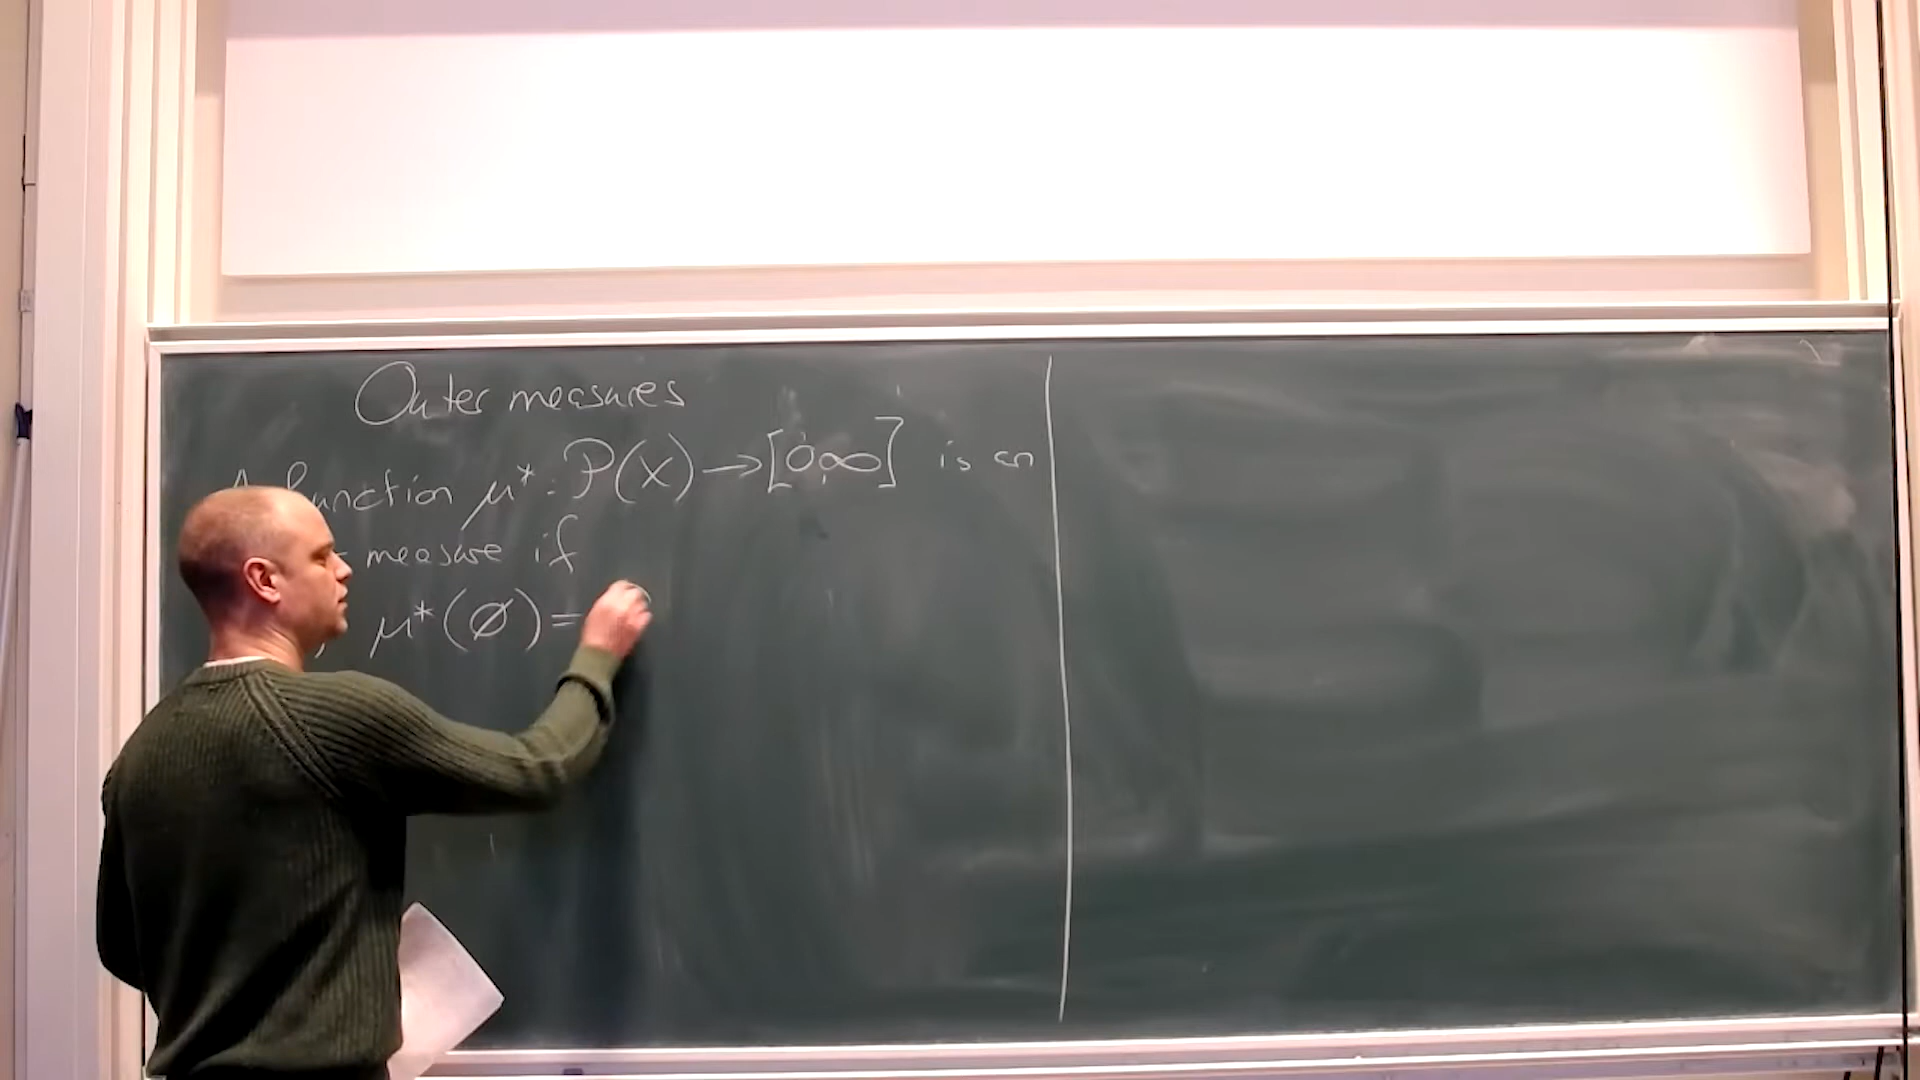 Outer measures
function μ*: P(X) → [0,∞] is an
measure if
μ*(∅) =